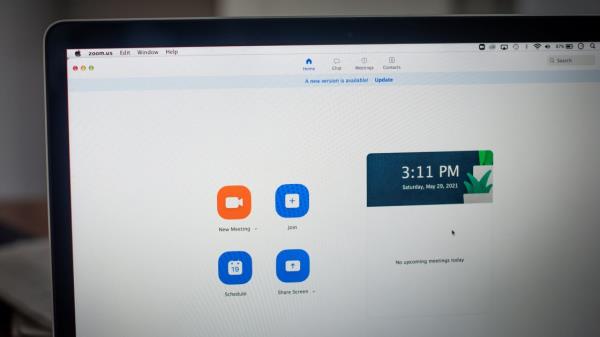 zoom.us Edit Window Help
Home Chat Meetings Contacts
Search
A new version is available! Update
3:11 PM
Saturday, May 29, 2021
New Meeting
Join
19
No upcoming meetings today
Schedule
Share Screen